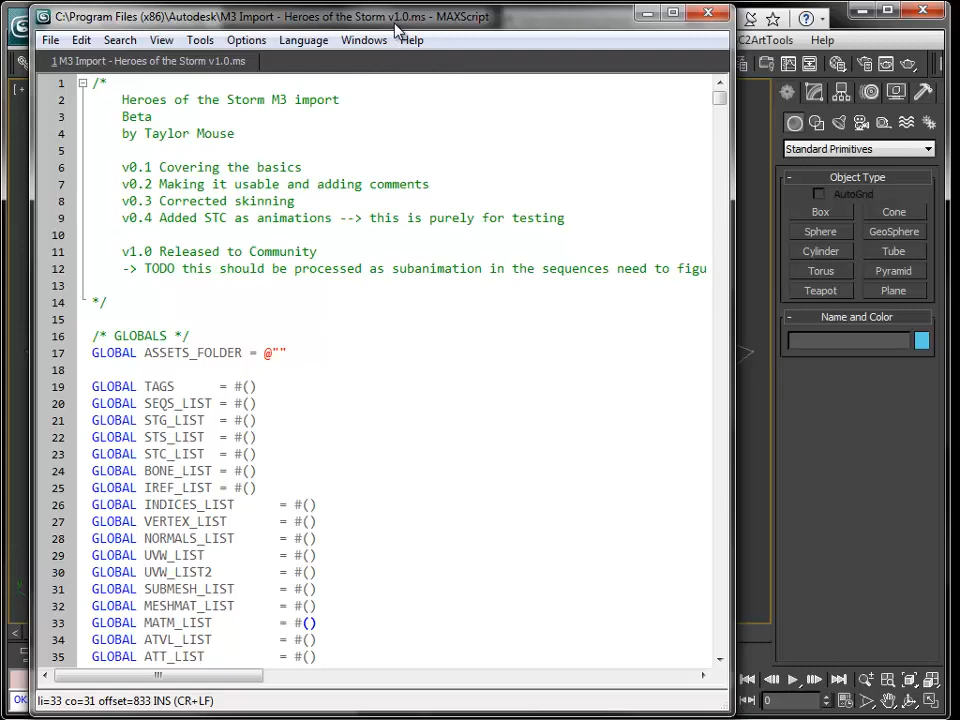 C:\Program Files (x86)\Autodesk\M3 Import - Heroes of the Storm v1.0.ms - MAXScript
File Edit Search View Tools Options Language Windows Help
C2ArtTools Help
1 M3 Import - Heroes of the Storm v1.0.ms
1 /*
2 Heroes of the Storm M3 import
3 Beta
4 by Taylor Mouse
5
6 v0.1 Covering the basics
7 v0.2 Making it usable and adding comments
8 v0.3 Corrected skinning
9 v0.4 Added STC as animations --> this is purely for testing
10
11 v1.0 Released to Community
12 -> TODO this should be processed as subanimation in the sequences need to figu
13
14 */
15
16 /* GLOBALS */
17 GLOBAL ASSETS_FOLDER = @""
18
19 GLOBAL TAGS = #()
20 GLOBAL SEQS_LIST = #()
21 GLOBAL STG_LIST = #()
22 GLOBAL STS_LIST = #()
23 GLOBAL STC_LIST = #()
24 GLOBAL BONE_LIST = #()
25 GLOBAL IREF_LIST = #()
26 GLOBAL INDICES_LIST = #()
27 GLOBAL VERTEX_LIST = #()
28 GLOBAL NORMALS_LIST = #()
29 GLOBAL UVW_LIST = #()
30 GLOBAL UVW_LIST2 = #()
31 GLOBAL SUBMESH_LIST = #()
32 GLOBAL MESHMAT_LIST = #()
33 GLOBAL MATM_LIST = #()
34 GLOBAL ATVL_LIST = #()
35 GLOBAL ATT_LIST = #()
li=33 co=31 offset=833 INS (CR+LF)
Standard Primitives
Object Type
AutoGrid
Box Cone
Sphere GeoSphere
Cylinder Tube
Torus Pyramid
Teapot Plane
Name and Color
[ +
OK
0